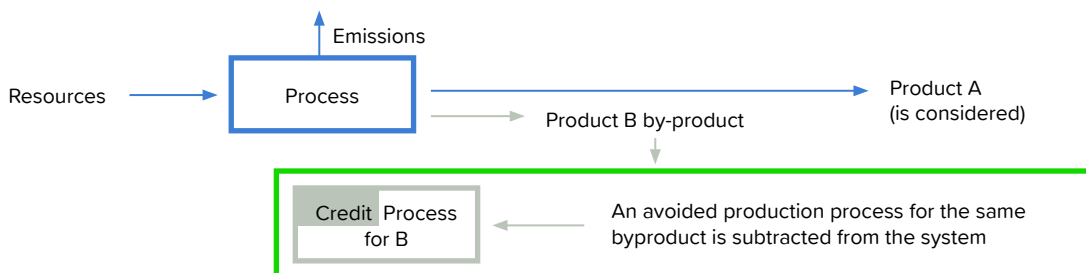 Emissions
Resources
Process
Product A
(is considered)
Product B by-product
Credit Process
for B
An avoided production process for the same
byproduct is subtracted from the system